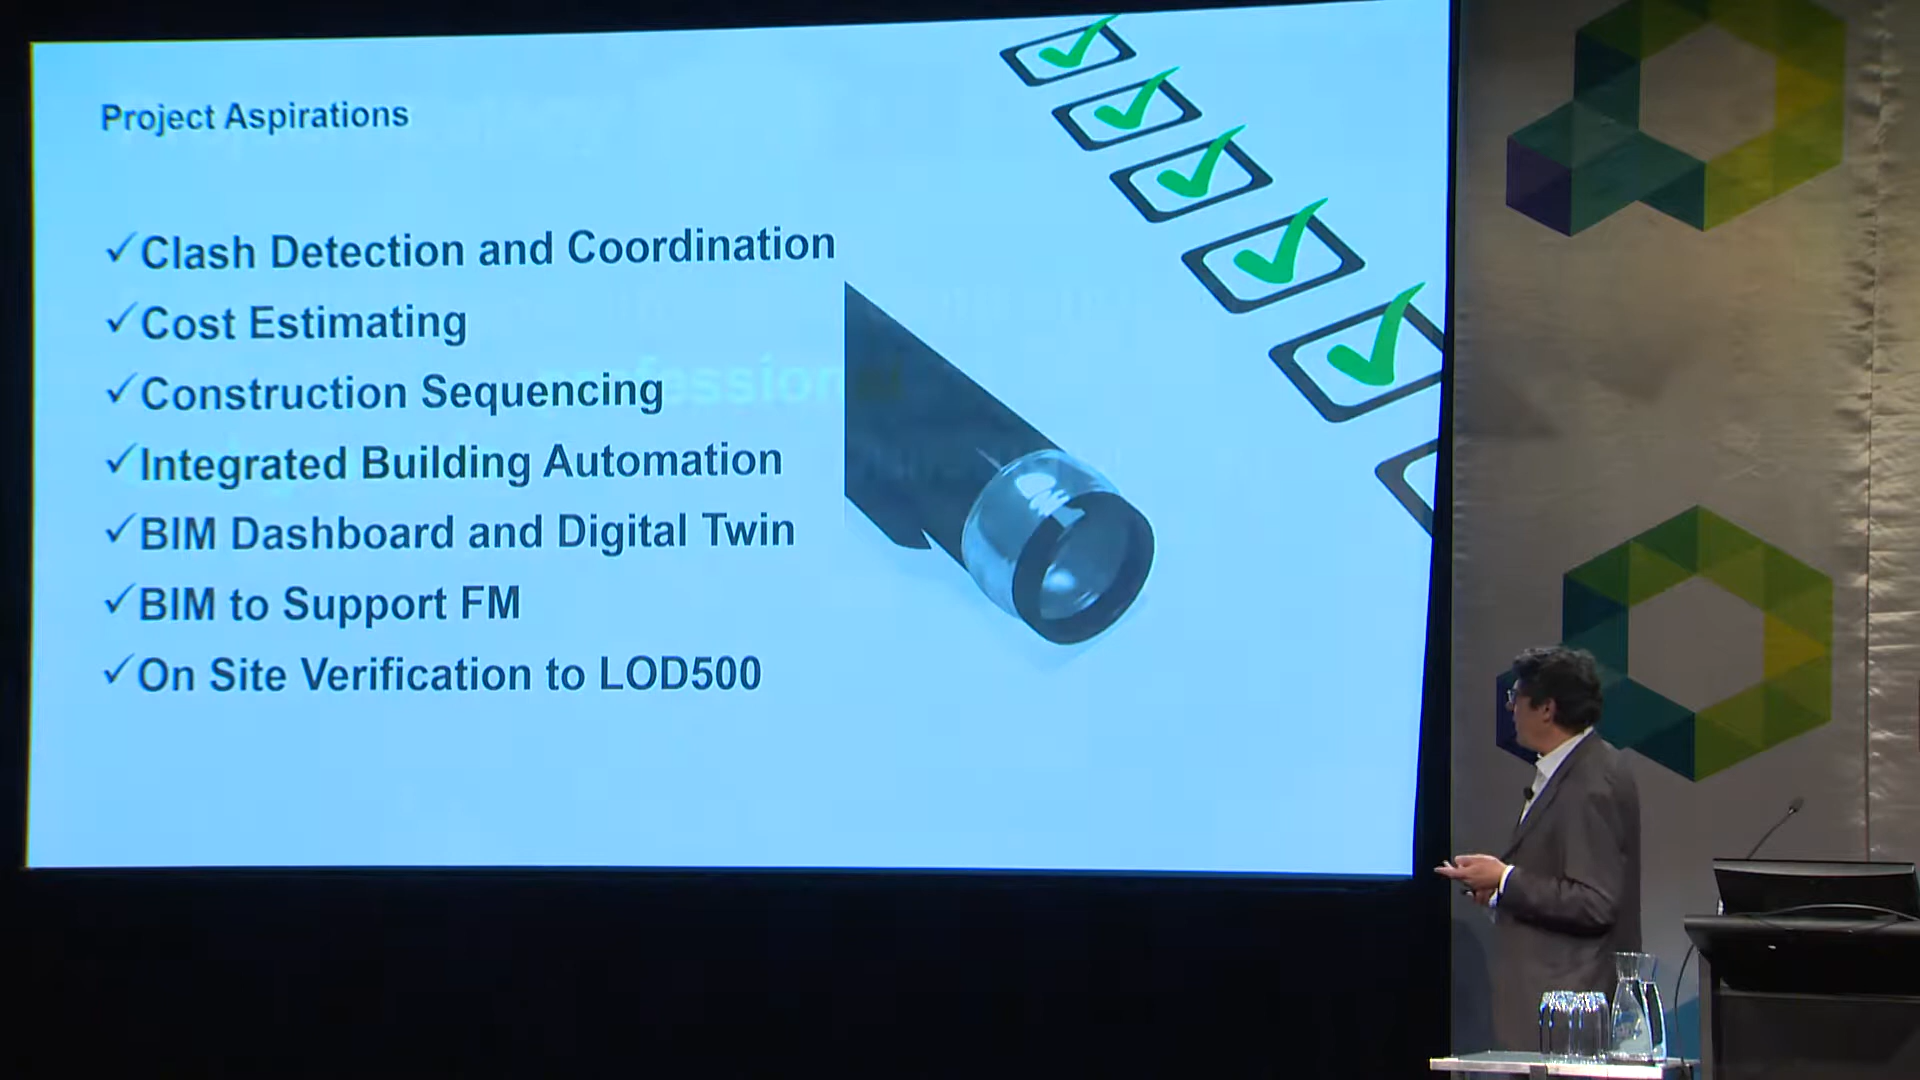 Project Aspirations
✓Clash Detection and Coordination
✓Cost Estimating
✓Construction Sequencing
✓Integrated Building Automation
✓BIM Dashboard and Digital Twin
✓BIM to Support FM
✓On Site Verification to LOD500
professional